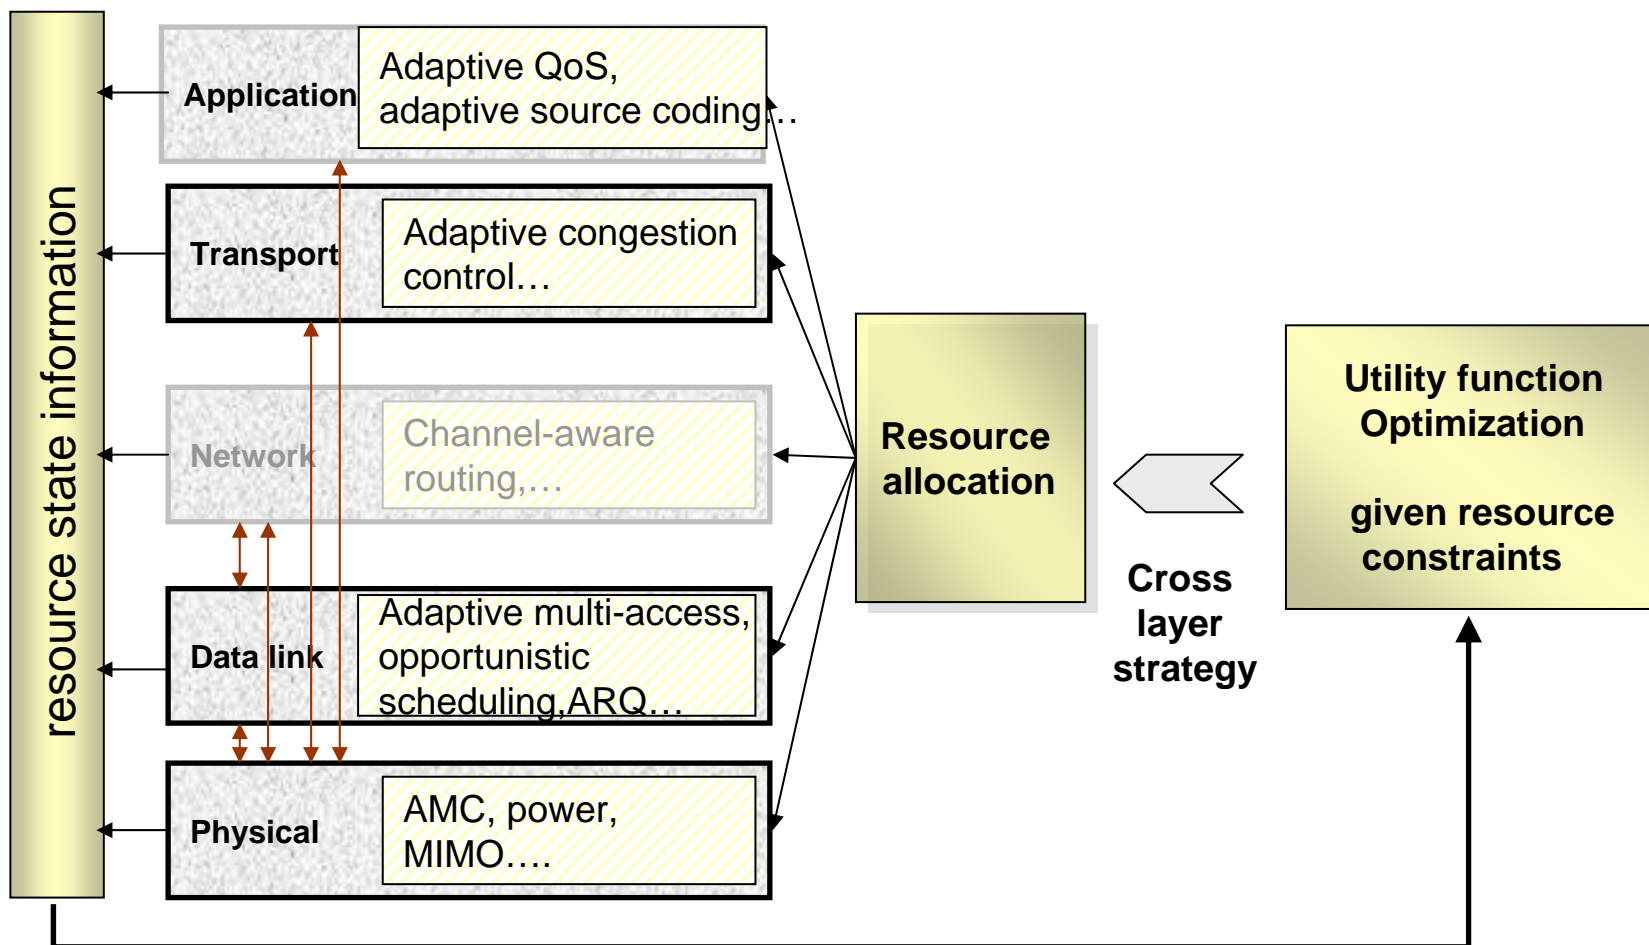 resource state information
Application
Adaptive QoS,
adaptive source coding…
Transport
Adaptive congestion
control…
Network
Channel-aware
routing,…
Data link
Adaptive multi-access,
opportunistic
scheduling,ARQ…
Physical
AMC, power,
MIMO….
Resource
allocation
Cross
layer
strategy
Utility function
Optimization
given resource
constraints